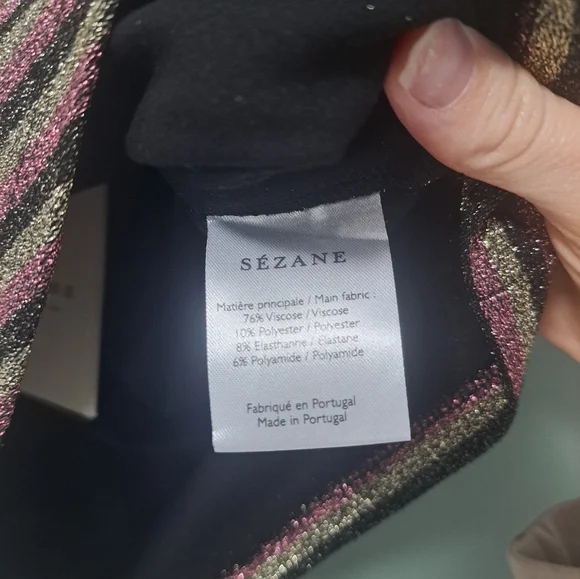 SÉZANE
Matière principale / Main fabric :
76% Viscose / Viscose
10% Polyester / Polyester
8% Elasthanne / Elastane
6% Polyamide / Polyamide
Fabriqué en Portugal
Made in Portugal